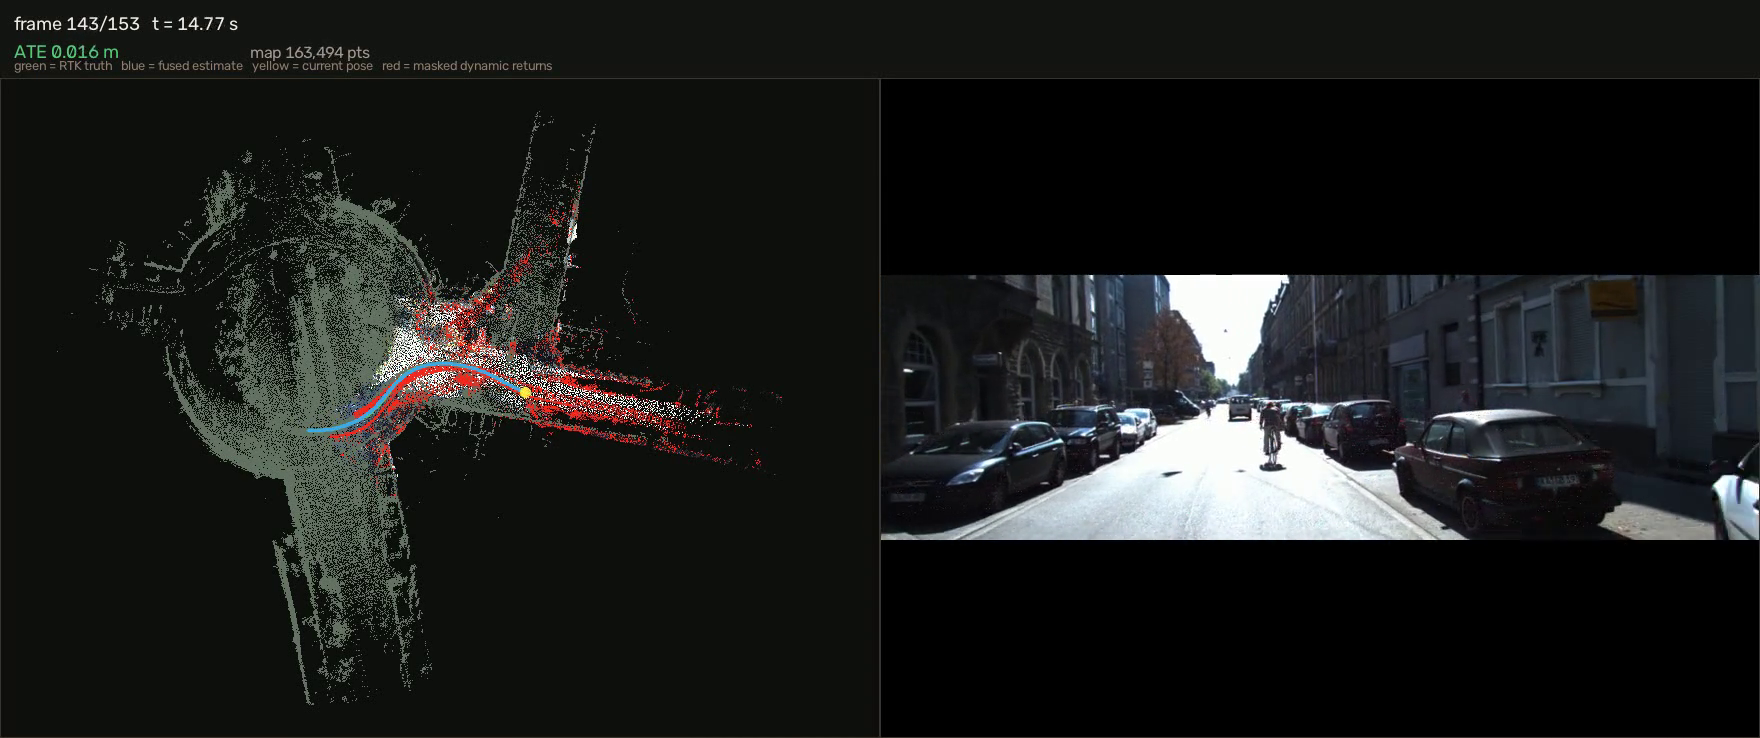 frame 143/153 t = 14.77 s
ATE 0.016 m map 163,494 pts
green = RTK truth blue = fused estimate yellow = current pose red = masked dynamic returns